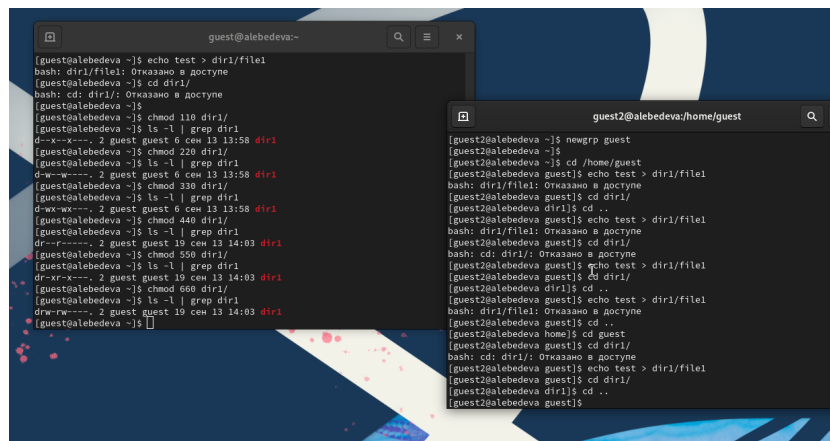 guest@alebedeva:~
[guest@alebedeva ~]$ echo test > dir1/file1
bash: dir1/file1: Отказано в доступе
[guest@alebedeva ~]$ cd dir1/
bash: cd: dir1/: Отказано в доступе
[guest@alebedeva ~]$
[guest@alebedeva ~]$ chmod 110 dir1/
[guest@alebedeva ~]$ ls -l | grep dir1
d--x--x---. 2 guest guest 6 сен 13 13:58 dir1
[guest@alebedeva ~]$ chmod 220 dir1/
[guest@alebedeva ~]$ ls -l | grep dir1
d-w--w----. 2 guest guest 6 сен 13 13:58 dir1
[guest@alebedeva ~]$ chmod 330 dir1/
[guest@alebedeva ~]$ ls -l | grep dir1
d-wx-wx---. 2 guest guest 6 сен 13 13:58 dir1
[guest@alebedeva ~]$ chmod 440 dir1/
[guest@alebedeva ~]$ ls -l | grep dir1
dr--r-----. 2 guest guest 19 сен 13 14:03 dir1
[guest@alebedeva ~]$ chmod 550 dir1/
[guest@alebedeva ~]$ ls -l | grep dir1
dr-xr-x---. 2 guest guest 19 сен 13 14:03 dir1
[guest@alebedeva ~]$ chmod 660 dir1/
[guest@alebedeva ~]$ ls -l | grep dir1
drw-rw----. 2 guest guest 19 сен 13 14:03 dir1
[guest@alebedeva ~]$
guest2@alebedeva:/home/guest
[guest2@alebedeva ~]$ newgrp guest
[guest2@alebedeva ~]$
[guest2@alebedeva ~]$ cd /home/guest
[guest2@alebedeva guest]$ echo test > dir1/file1
bash: dir1/file1: Отказано в доступе
[guest2@alebedeva guest]$ cd dir1/
[guest2@alebedeva dir1]$ cd ..
[guest2@alebedeva guest]$ echo test > dir1/file1
bash: dir1/file1: Отказано в доступе
[guest2@alebedeva guest]$ cd dir1/
bash: cd: dir1/: Отказано в доступе
[guest2@alebedeva guest]$ echo test > dir1/file1
[guest2@alebedeva guest]$ cd dir1/
[guest2@alebedeva dir1]$ cd ..
[guest2@alebedeva guest]$ echo test > dir1/file1
bash: dir1/file1: Отказано в доступе
[guest2@alebedeva guest]$ cd ..
[guest2@alebedeva home]$ cd guest
[guest2@alebedeva guest]$ cd dir1/
bash: cd: dir1/: Отказано в доступе
[guest2@alebedeva guest]$ echo test > dir1/file1
[guest2@alebedeva guest]$ cd dir1/
[guest2@alebedeva dir1]$ cd ..
[guest2@alebedeva guest]$